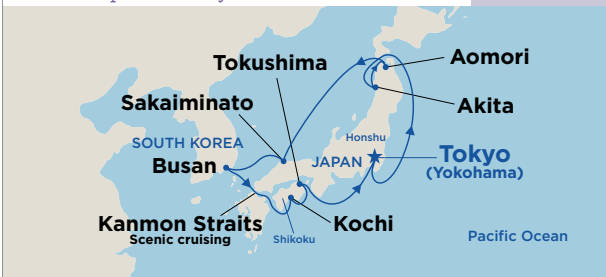 Tokushima
Aomori
Sakaiminato
Akita
Honshu
SOUTH KOREA
Busan
JAPAN
Tokyo
(Yokohama)
Kanmon Straits
Scenic cruising
Shikoku
Kochi
Pacific Ocean